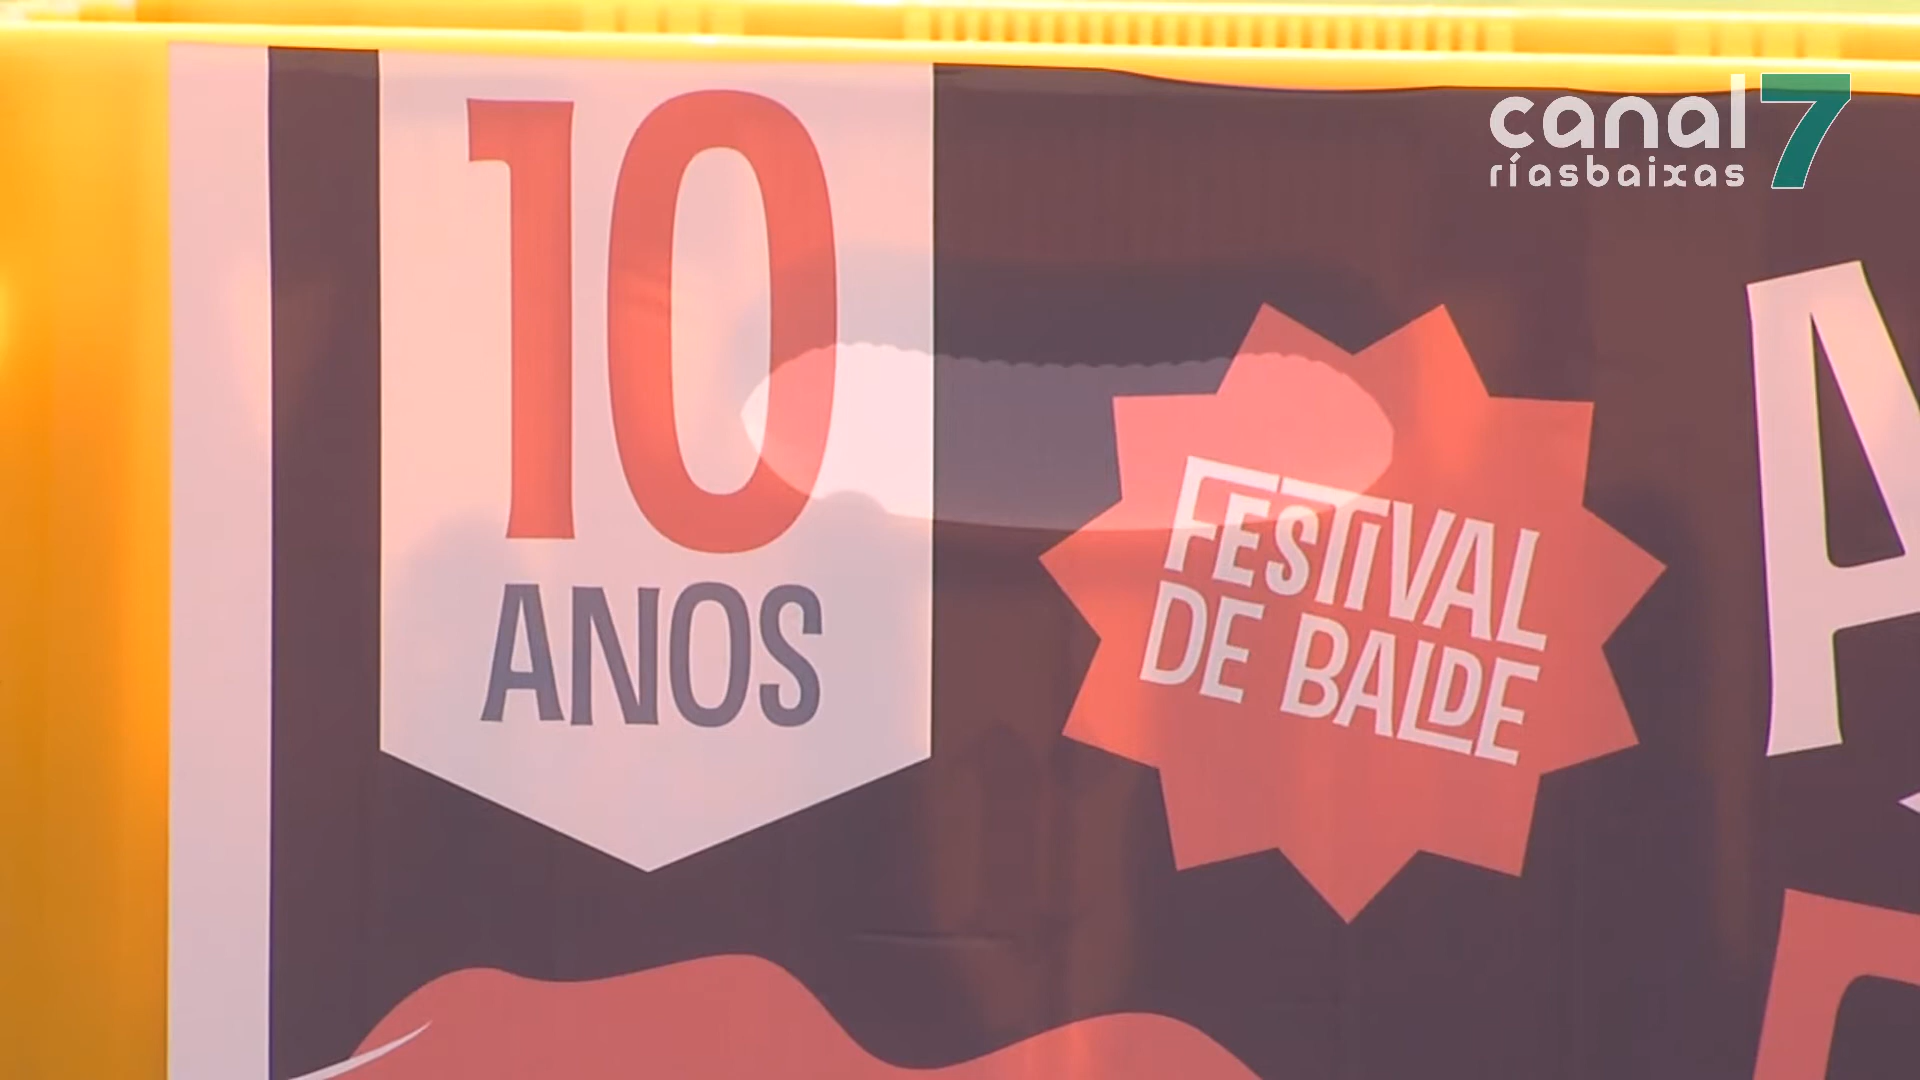 canal 7
ríasbaixas
10
ANOS
FESTIVAL
DE BALDE
A